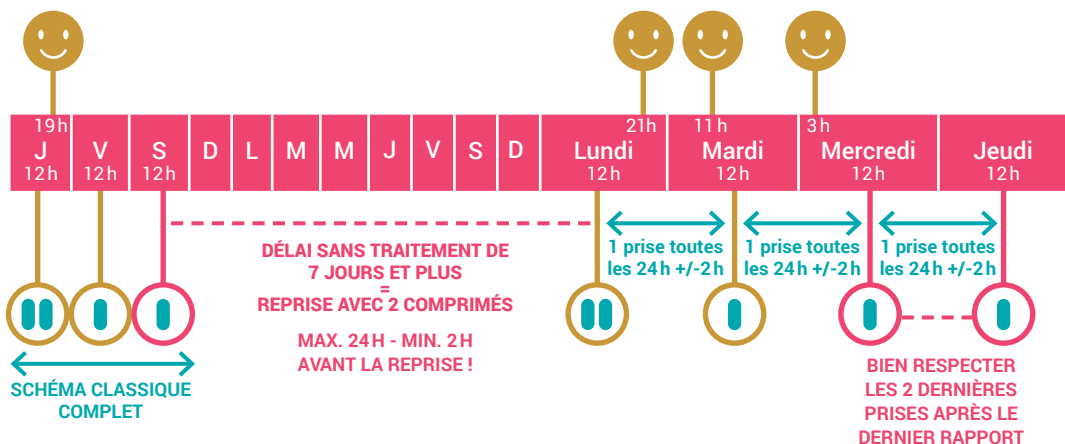 19h
21h
11h
3h
J
V
S
D
L
M
M
J
V
S
D
Lundi
Mardi
Mercredi
Jeudi
12h
12h
12h
12h
12h
12h
12h
DÉLAI SANS TRAITEMENT DE
7 JOURS ET PLUS
=
REPRISE AVEC 2 COMPRIMÉS
MAX. 24H - MIN. 2H
AVANT LA REPRISE !
1 prise toutes
les 24h +/-2h
1 prise toutes
les 24h +/-2h
1 prise toutes
les 24h +/-2h
SCHÉMA CLASSIQUE
COMPLET
BIEN RESPECTER
LES 2 DERNIÈRES
PRISES APRÈS LE
DERNIER RAPPORT